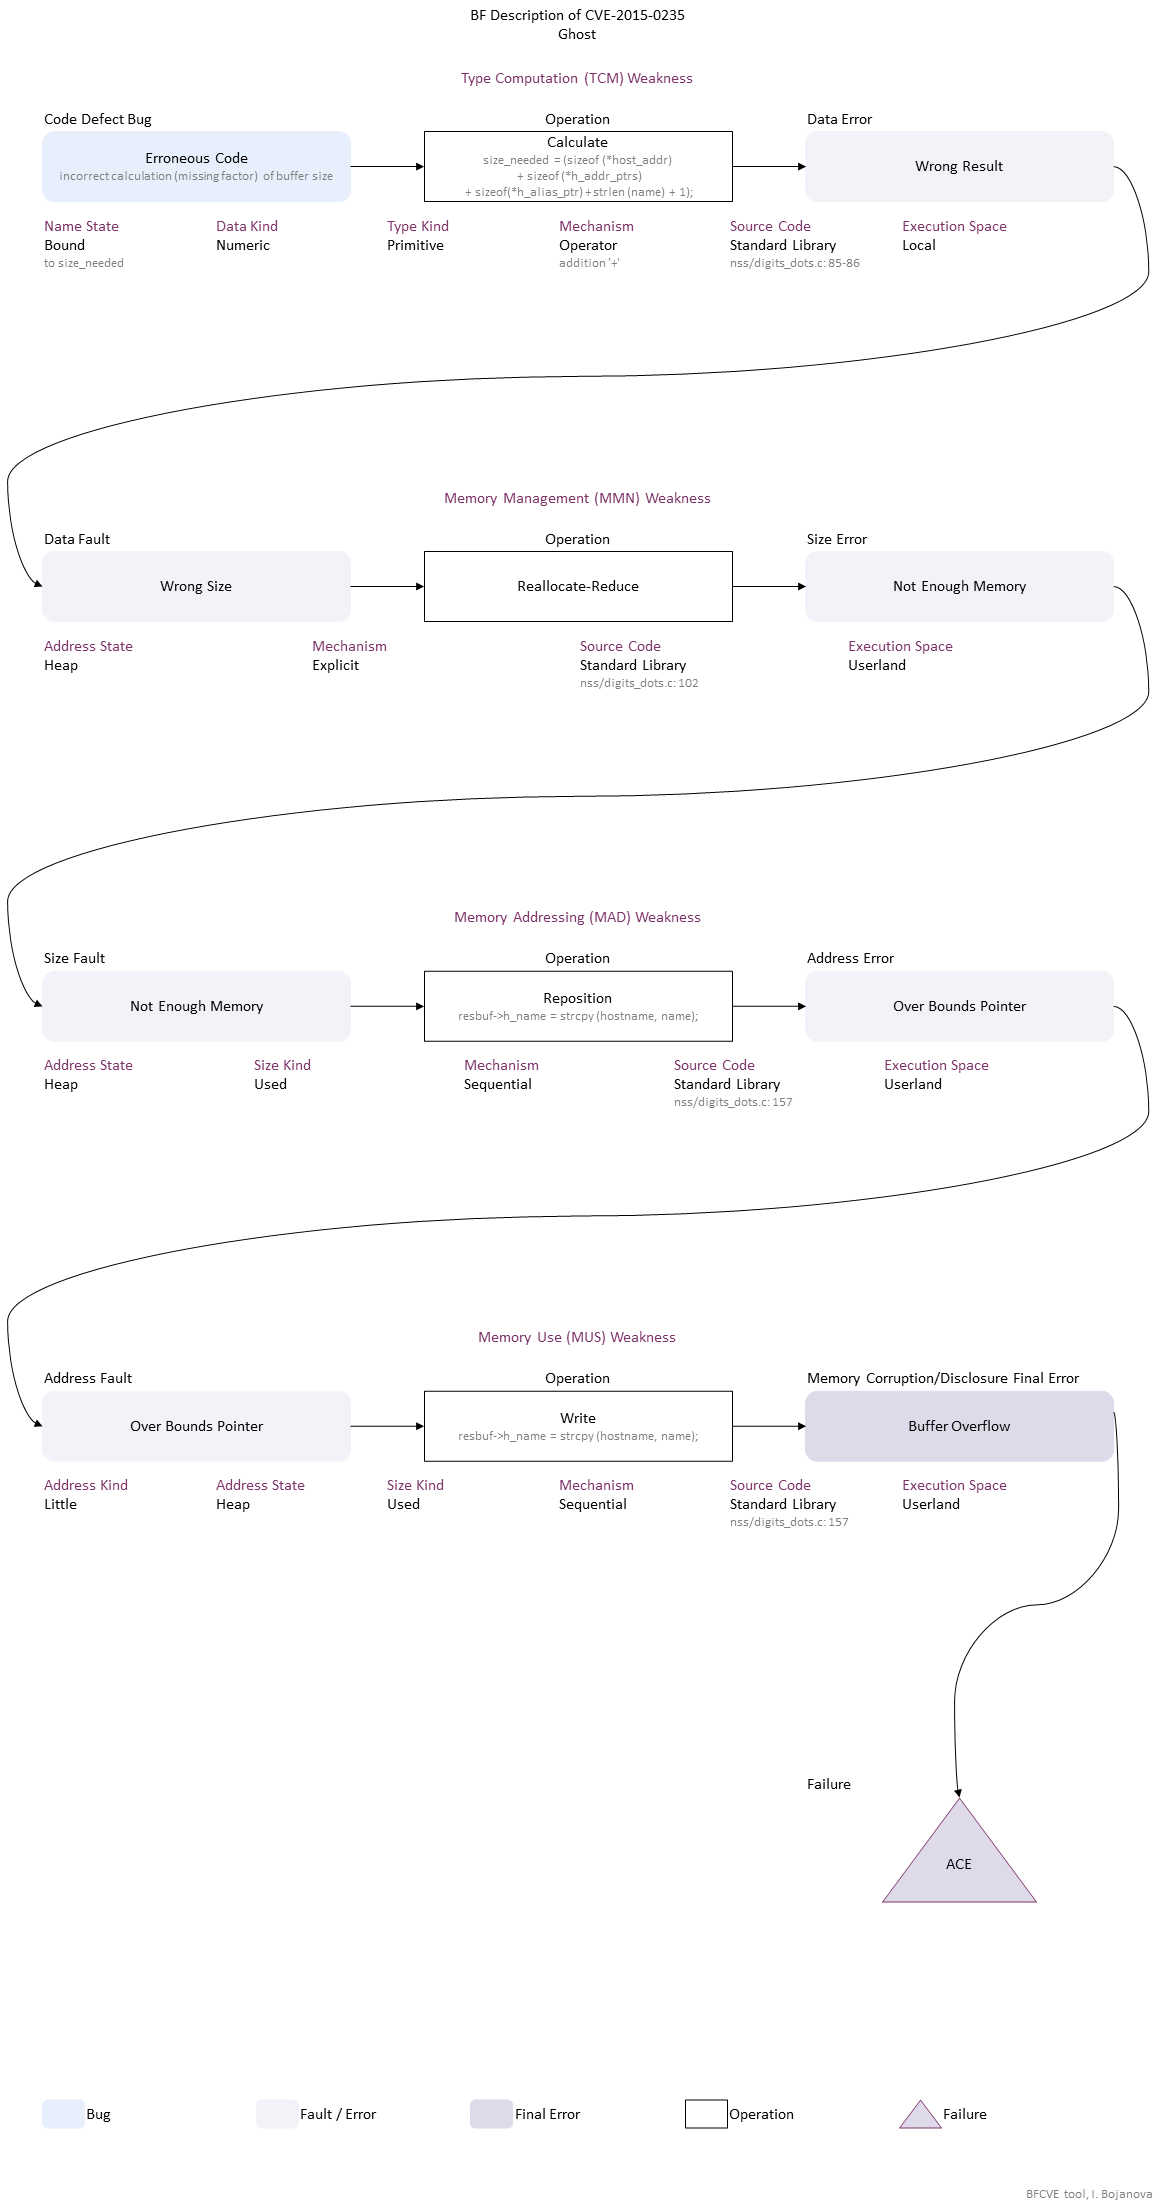 BF Description of CVE-2015-0235
Ghost
Type Computation (TCM) Weakness
Code Defect Bug
Operation
Data Error
Erroneous Code
incorrect calculation (missing factor) of buffer size
Calculate
size_needed = (sizeof (*host_addr)
+ sizeof (*h_addr_ptrs)
+ sizeof(*h_alias_ptr) + strlen (name) + 1);
Wrong Result
Name State
Data Kind
Type Kind
Mechanism
Source Code
Execution Space
Bound
Numeric
Primitive
Operator
Standard Library
Local
to size_needed
addition '+'
nss/digits_dots.c: 85-86
Memory Management (MMN) Weakness
Data Fault
Operation
Size Error
Wrong Size
Reallocate-Reduce
Not Enough Memory
Address State
Mechanism
Source Code
Execution Space
Heap
Explicit
Standard Library
Userland
nss/digits_dots.c: 102
Memory Addressing (MAD) Weakness
Size Fault
Operation
Address Error
Not Enough Memory
Reposition
resbuf->h_name = strcpy (hostname, name);
Over Bounds Pointer
Address State
Size Kind
Mechanism
Source Code
Execution Space
Heap
Used
Sequential
Standard Library
Userland
nss/digits_dots.c: 157
Memory Use (MUS) Weakness
Address Fault
Operation
Memory Corruption/Disclosure Final Error
Over Bounds Pointer
Write
resbuf->h_name = strcpy (hostname, name);
Buffer Overflow
Address Kind
Address State
Size Kind
Mechanism
Source Code
Execution Space
Little
Heap
Used
Sequential
Standard Library
Userland
nss/digits_dots.c: 157
Failure
ACE
Bug
Fault / Error
Final Error
Operation
Failure
BFCVE tool, I. Bojanova